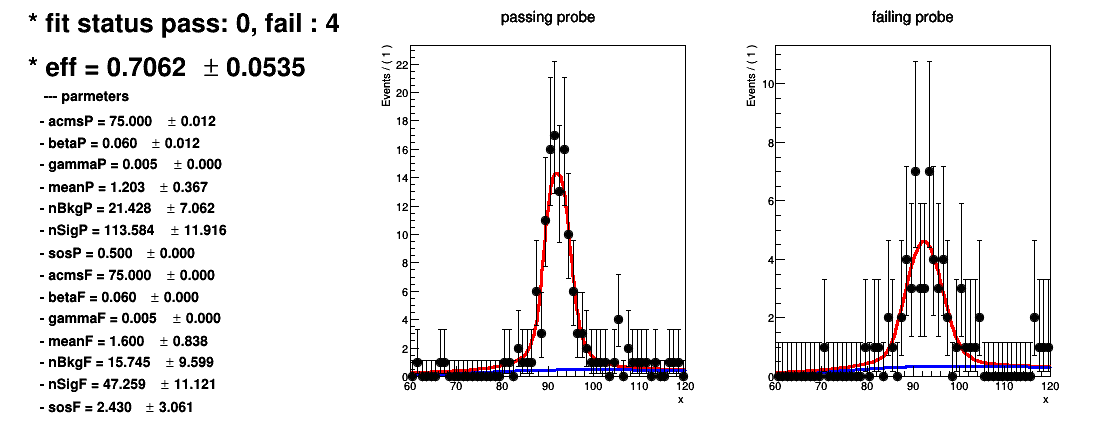 * fit status pass: 0, fail : 4
* eff = 0.7062 ± 0.0535
--- parmeters
- acmsP = 75.000 ± 0.012
- betaP = 0.060 ± 0.012
- gammaP = 0.005 ± 0.000
- meanP = 1.203 ± 0.367
- nBkgP = 21.428 ± 7.062
- nSigP = 113.584 ± 11.916
- sosP = 0.500 ± 0.000
- acmsF = 75.000 ± 0.000
- betaF = 0.060 ± 0.000
- gammaF = 0.005 ± 0.000
- meanF = 1.600 ± 0.838
- nBkgF = 15.745 ± 9.599
- nSigF = 47.259 ± 11.121
- sosF = 2.430 ± 3.061
passing probe
Events / ( 1 )
22
20
18
16
14
12
10
8
6
4
2
0
60 70 80 90 100 110 120
x
failing probe
Events / ( 1 )
10
8
6
4
2
0
60 70 80 90 100 110 120
x